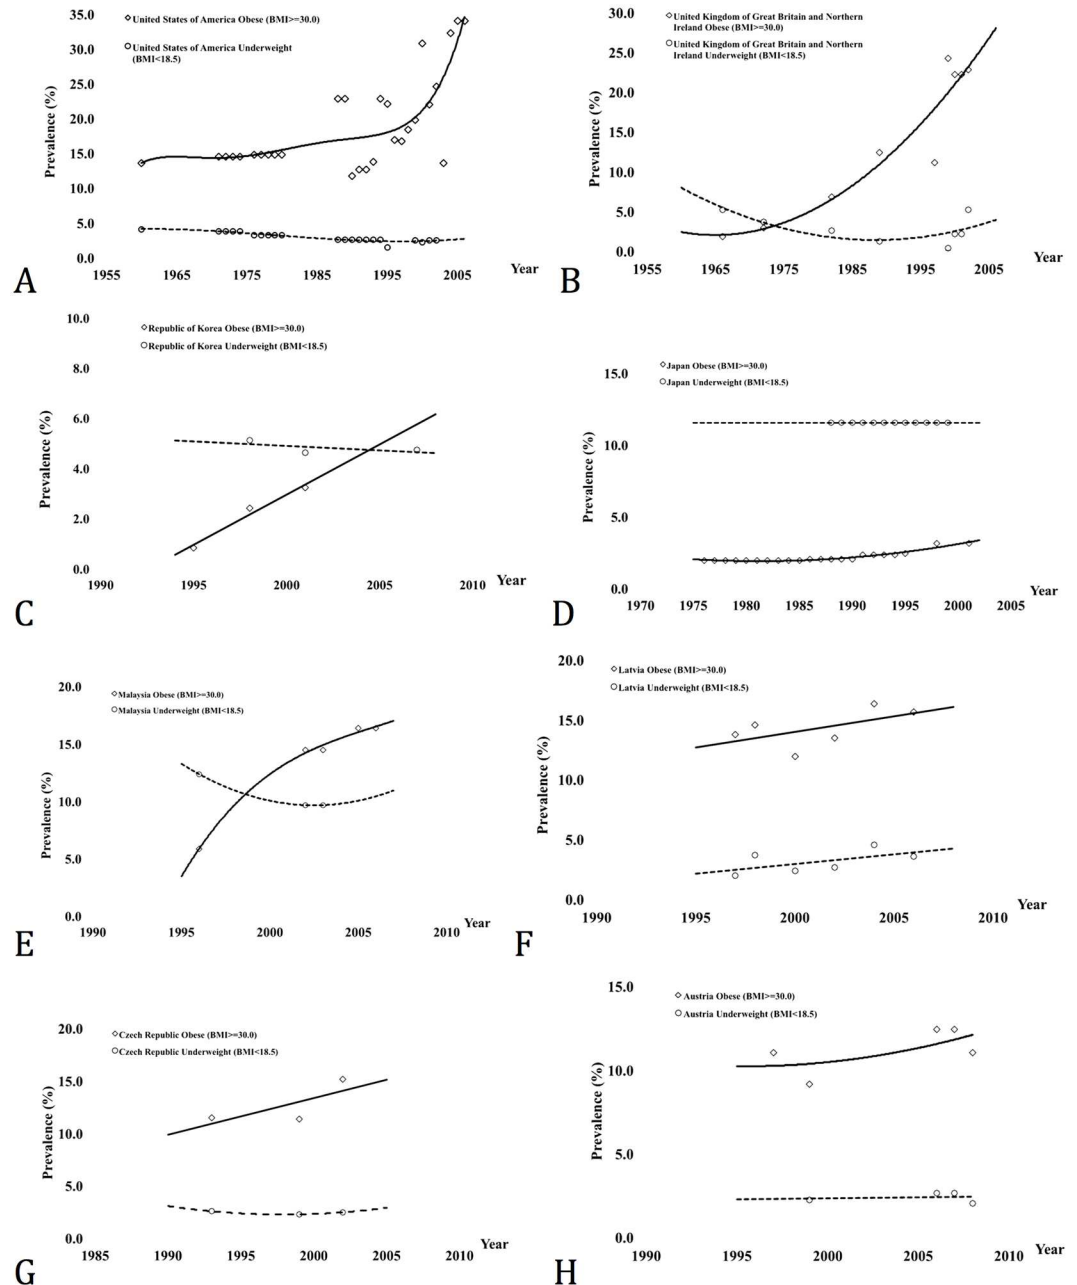 35.0
30.0
25.0
20.0
15.0
10.0
5.0
0.0
Prevalence (%)
United States of America Obese (BMI>=30.0)
United States of America Underweight
(BMI<18.5)
1955 1965 1975 1985 1995 2005
Year
A
30.0
25.0
20.0
15.0
10.0
5.0
0.0
Prevalence (%)
United Kingdom of Great Britain and Northern
Ireland Obese (BMI>=30.0)
United Kingdom of Great Britain and Northern
Ireland Underweight (BMI<18.5)
1955 1965 1975 1985 1995 2005
Year
B
10.0
8.0
6.0
4.0
2.0
0.0
Prevalence (%)
Republic of Korea Obese (BMI>=30.0)
Republic of Korea Underweight (BMI<18.5)
1990 1995 2000 2005 2010
Year
C
15.0
10.0
5.0
0.0
Prevalence (%)
Japan Obese (BMI>=30.0)
Japan Underweight (BMI<18.5)
1970 1975 1980 1985 1990 1995 2000 2005
Year
D
20.0
15.0
10.0
5.0
0.0
Prevalence (%)
Malaysia Obese (BMI>=30.0)
Malaysia Underweight (BMI<18.5)
1990 1995 2000 2005 2010
Year
E
20.0
15.0
10.0
5.0
0.0
Prevalence (%)
Latvia Obese (BMI>=30.0)
Latvia Underweight (BMI<18.5)
1990 1995 2000 2005 2010
Year
F
20.0
15.0
10.0
5.0
0.0
Prevalence (%)
Czech Republic Obese (BMI>=30.0)
Czech Republic Underweight (BMI<18.5)
1985 1990 1995 2000 2005 2010
Year
G
15.0
10.0
5.0
0.0
Prevalence (%)
Austria Obese (BMI>=30.0)
Austria Underweight (BMI<18.5)
1990 1995 2000 2005 2010
Year
H